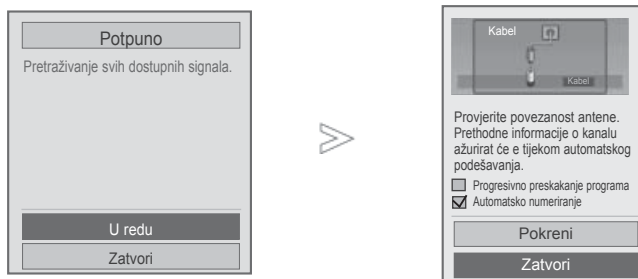 Potpuno
Pretraživanje svih dostupnih signala.
U redu
Zatvori
Kabel
Kabel
Provjerite povezanost antene.
Prethodne informacije o kanalu
ažurirat će e tijekom automatskog
podešavanja.
Progresivno preskakanje programa
Automatsko numeriranje
Pokreni
Zatvori